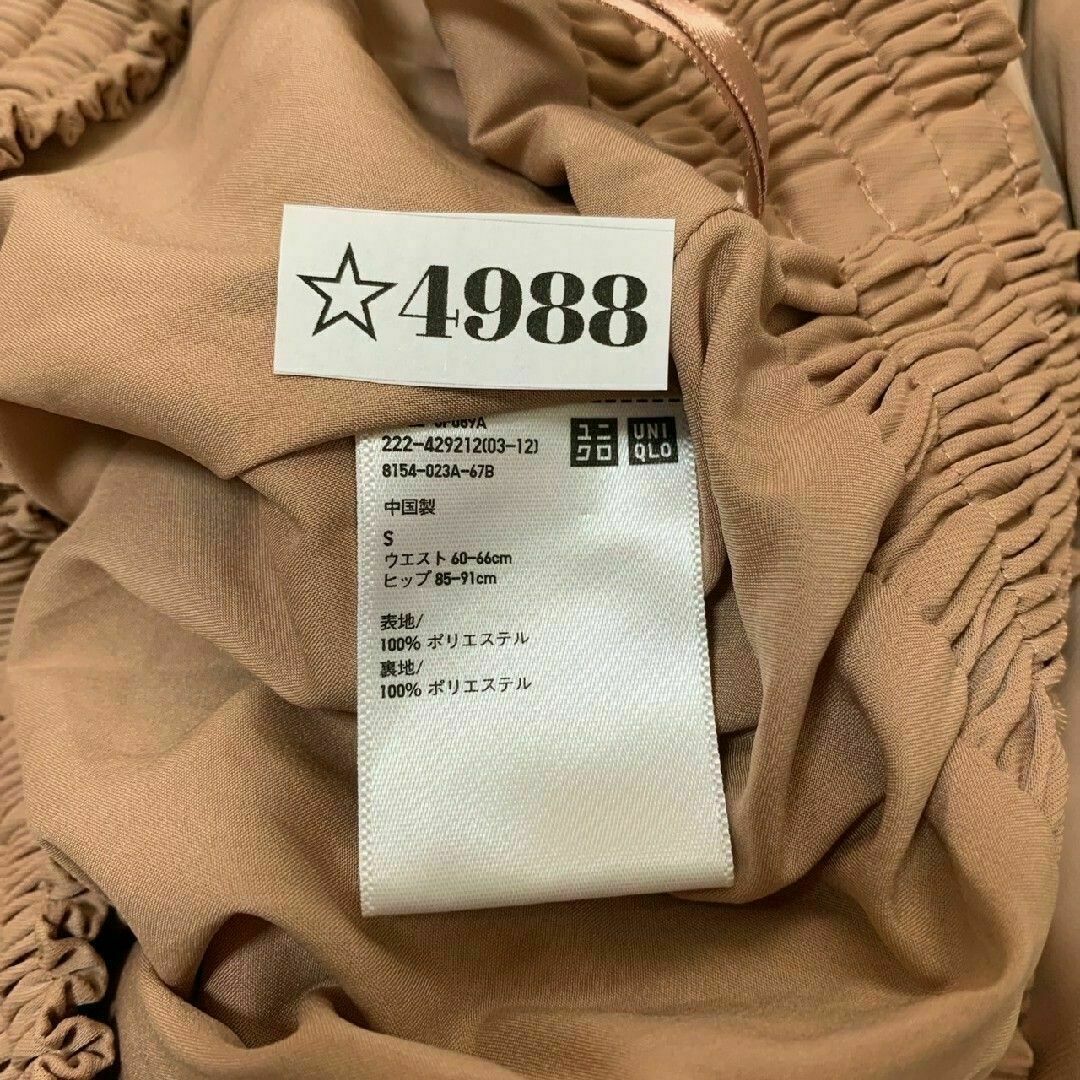 ☆4988
222-429212(03-12)
8154-023A-67B
ユニクロ
UNIQLO
中国製
S
ウエスト 60-66cm
ヒップ 85-91cm
表地/
100% ポリエステル
裏地/
100% ポリエステル